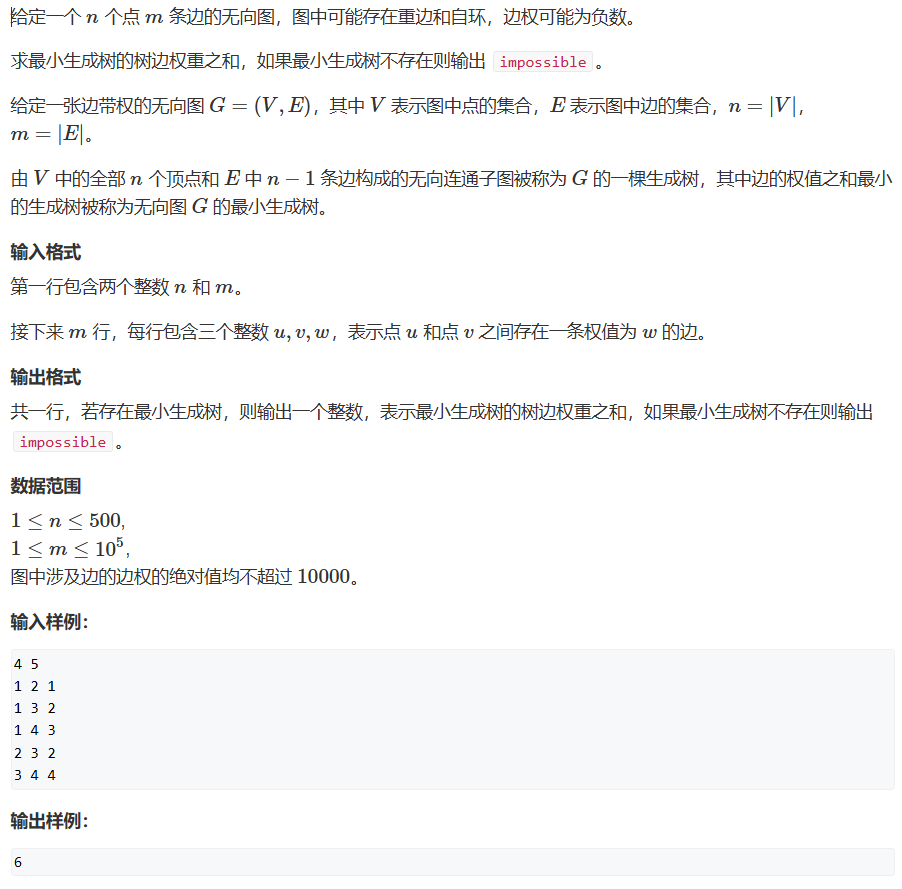 给定一个 n 个点 m 条边的无向图，图中可能存在重边和自环，边权可能为负数。
求最小生成树的树边权重之和，如果最小生成树不存在则输出 impossible 。
给定一张边带权的无向图 G = (V, E)，其中 V 表示图中点的集合，E 表示图中边的集合，n = |V|，
m = |E|。
由 V 中的全部 n 个顶点和 E 中 n − 1 条边构成的无向连通子图被称为 G 的一棵生成树，其中边的权值之和最小
的生成树被称为无向图 G 的最小生成树。
输入格式
第一行包含两个整数 n 和 m。
接下来 m 行，每行包含三个整数 u, v, w，表示点 u 和点 v 之间存在一条权值为 w 的边。
输出格式
共一行，若存在最小生成树，则输出一个整数，表示最小生成树的树边权重之和，如果最小生成树不存在则输出
impossible 。
数据范围
1 ≤ n ≤ 500,
1 ≤ m ≤ 10⁵,
图中涉及边的边权的绝对值均不超过 10000。
输入样例：
4 5
1 2 1
1 3 2
1 4 3
2 3 2
3 4 4
输出样例：
6